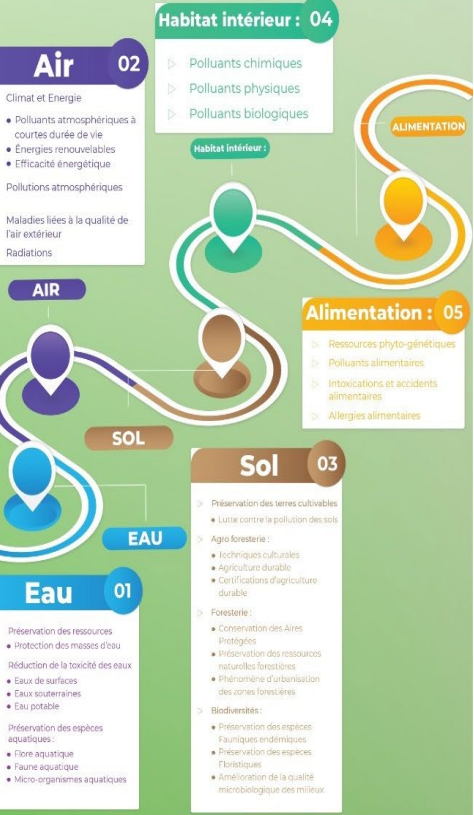 Habitat intérieur : 04
Polluants chimiques
Polluants physiques
Polluants biologiques
Habitat intérieur :
Air 02
Climat et Energie
Polluants atmosphériques à
courtes durée de vie
Énergies renouvelables
Efficacité énergétique
Pollutions atmosphériques
Maladies liées à la qualité de
l'air extérieur
Radiations
AIR
ALIMENTATION
Alimentation : 05
Ressources phyto-génétiques
Polluants alimentaires
Intoxications et accidents
alimentaires
Allergies alimentaires
SOL
Sol 03
Préservation des terres cultivables
Lutte contre la pollution des sols
Agro foresterie :
Techniques culturales
Agriculture durable
Certifications d'agriculture
durable
Foresterie :
Conservation des Aires
Protégées
Préservation des ressources
naturelles forestières
Phénomène d'urbanisation
des zones forestières
Biodiversités :
Préservation des espèces
Fauniques endémiques
Préservation des espèces
Floristiques
Amélioration de la qualité
microbiologique des milieux
EAU
Eau 01
Préservation des ressources
Protection des masses d'eau
Réduction de la toxicité des eaux
Eaux de surfaces
Eaux souterraines
Eau potable
Préservation des espèces
aquatiques :
Flore aquatique
Faune aquatique
Micro-organismes aquatiques